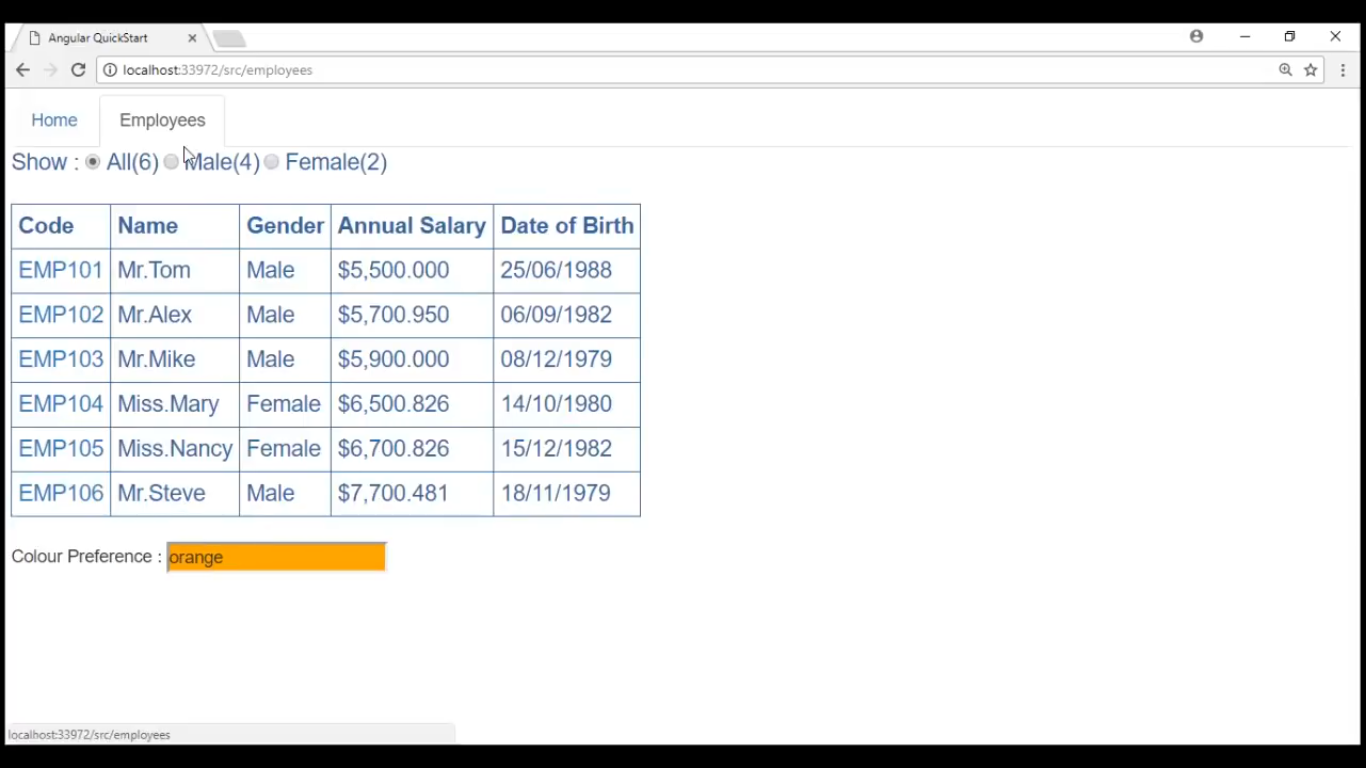 Angular QuickStart
localhost:33972/src/employees
Home Employees
Show : All(6) Male(4) Female(2)
Code Name Gender Annual Salary Date of Birth
EMP101 Mr.Tom Male $5,500.000 25/06/1988
EMP102 Mr.Alex Male $5,700.950 06/09/1982
EMP103 Mr.Mike Male $5,900.000 08/12/1979
EMP104 Miss.Mary Female $6,500.826 14/10/1980
EMP105 Miss.Nancy Female $6,700.826 15/12/1982
EMP106 Mr.Steve Male $7,700.481 18/11/1979
Colour Preference : orange
localhost:33972/src/employees